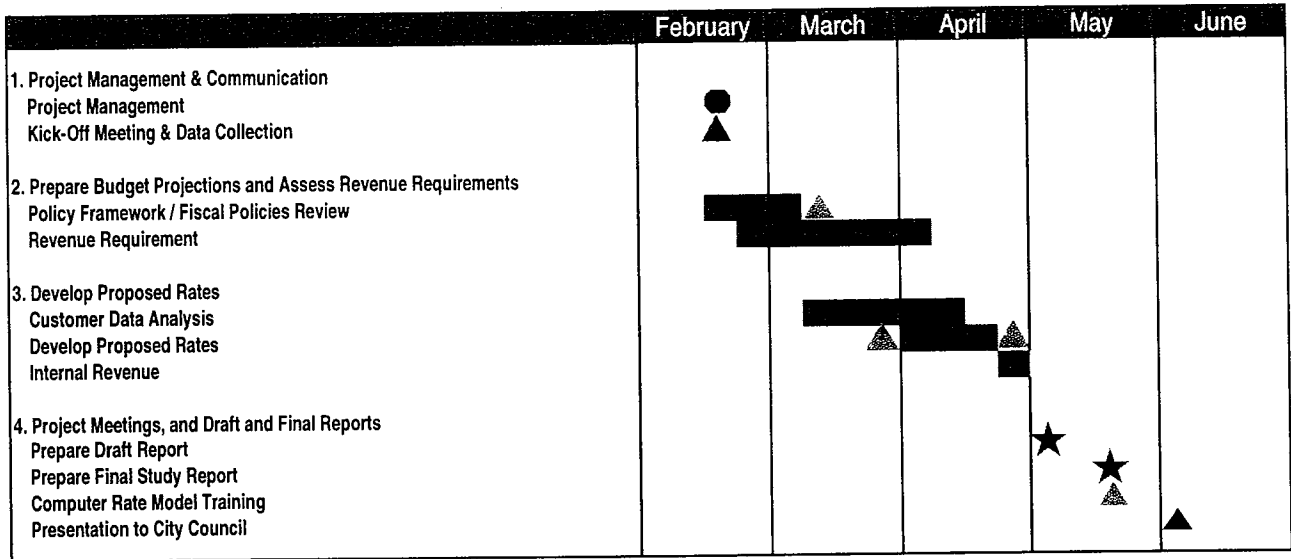 February March April May June
1. Project Management & Communication
Project Management
Kick-Off Meeting & Data Collection
2. Prepare Budget Projections and Assess Revenue Requirements
Policy Framework / Fiscal Policies Review
Revenue Requirement
3. Develop Proposed Rates
Customer Data Analysis
Develop Proposed Rates
Internal Revenue
4. Project Meetings, and Draft and Final Reports
Prepare Draft Report
Prepare Final Study Report
Computer Rate Model Training
Presentation to City Council